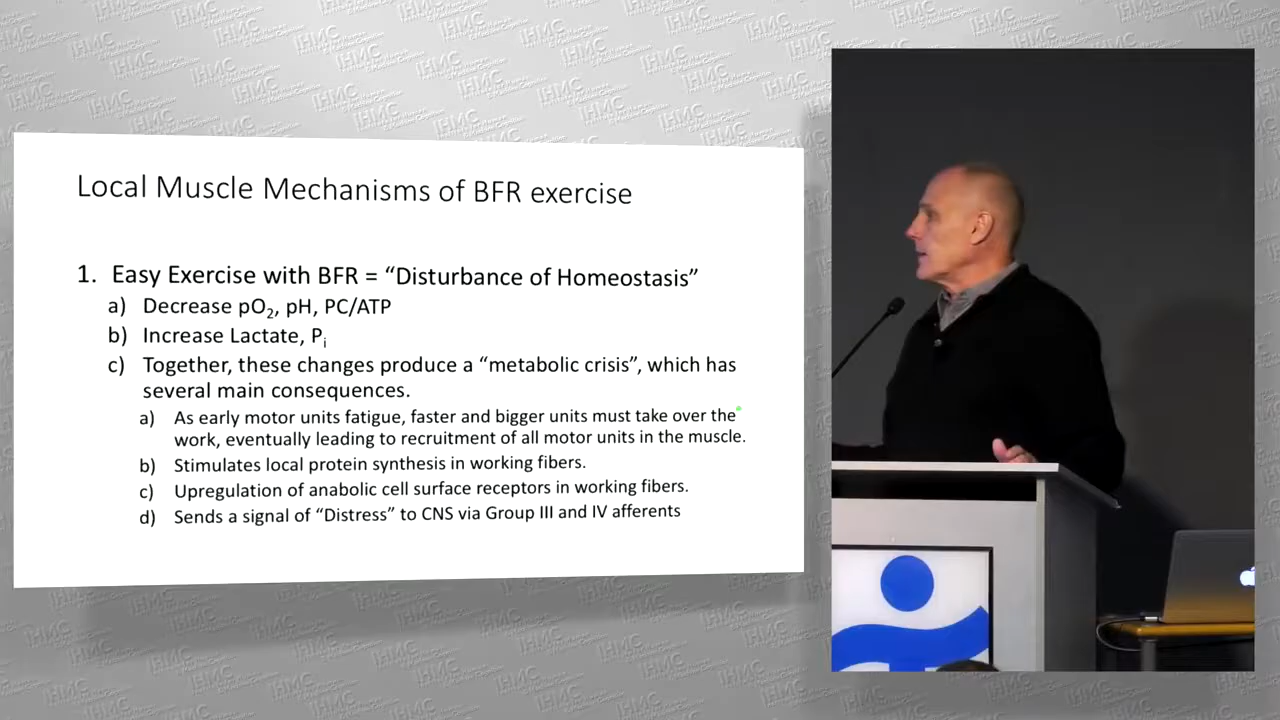 Local Muscle Mechanisms of BFR exercise
1. Easy Exercise with BFR = “Disturbance of Homeostasis”
a) Decrease pO₂, pH, PC/ATP
b) Increase Lactate, Pᵢ
c) Together, these changes produce a “metabolic crisis”, which has
several main consequences.
a) As early motor units fatigue, faster and bigger units must take over the
work, eventually leading to recruitment of all motor units in the muscle.
b) Stimulates local protein synthesis in working fibers.
c) Upregulation of anabolic cell surface receptors in working fibers.
d) Sends a signal of “Distress” to CNS via Group III and IV afferents
IHMC